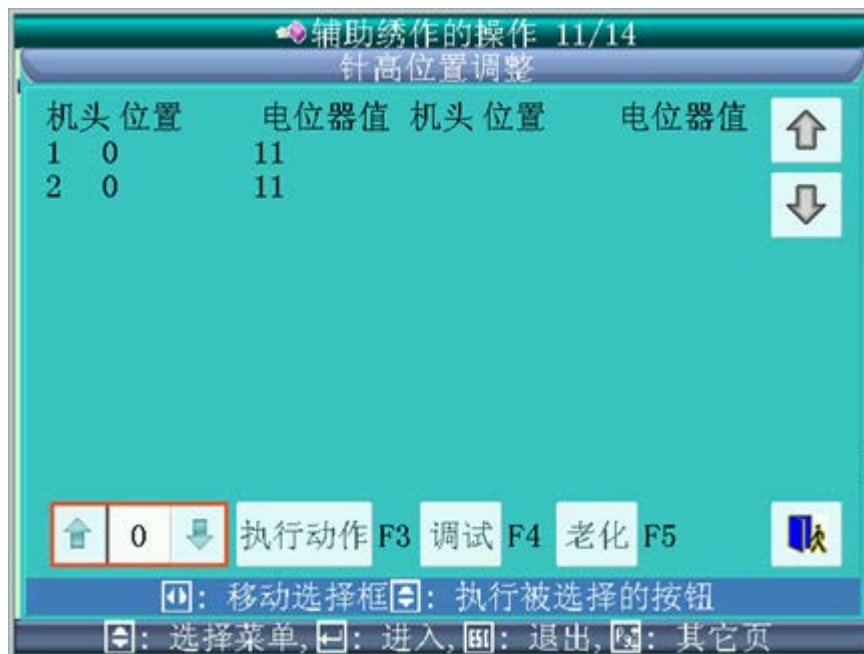 辅助绣作的操作 11/14
针高位置调整
机头 位置 电位器值 机头 位置 电位器值
1 0 11
2 0 11
0 执行动作 F3 调试 F4 老化 F5
: 移动选择框 : 执行被选择的按钮
: 选择菜单, : 进入, ESC : 退出, Pg : 其它页